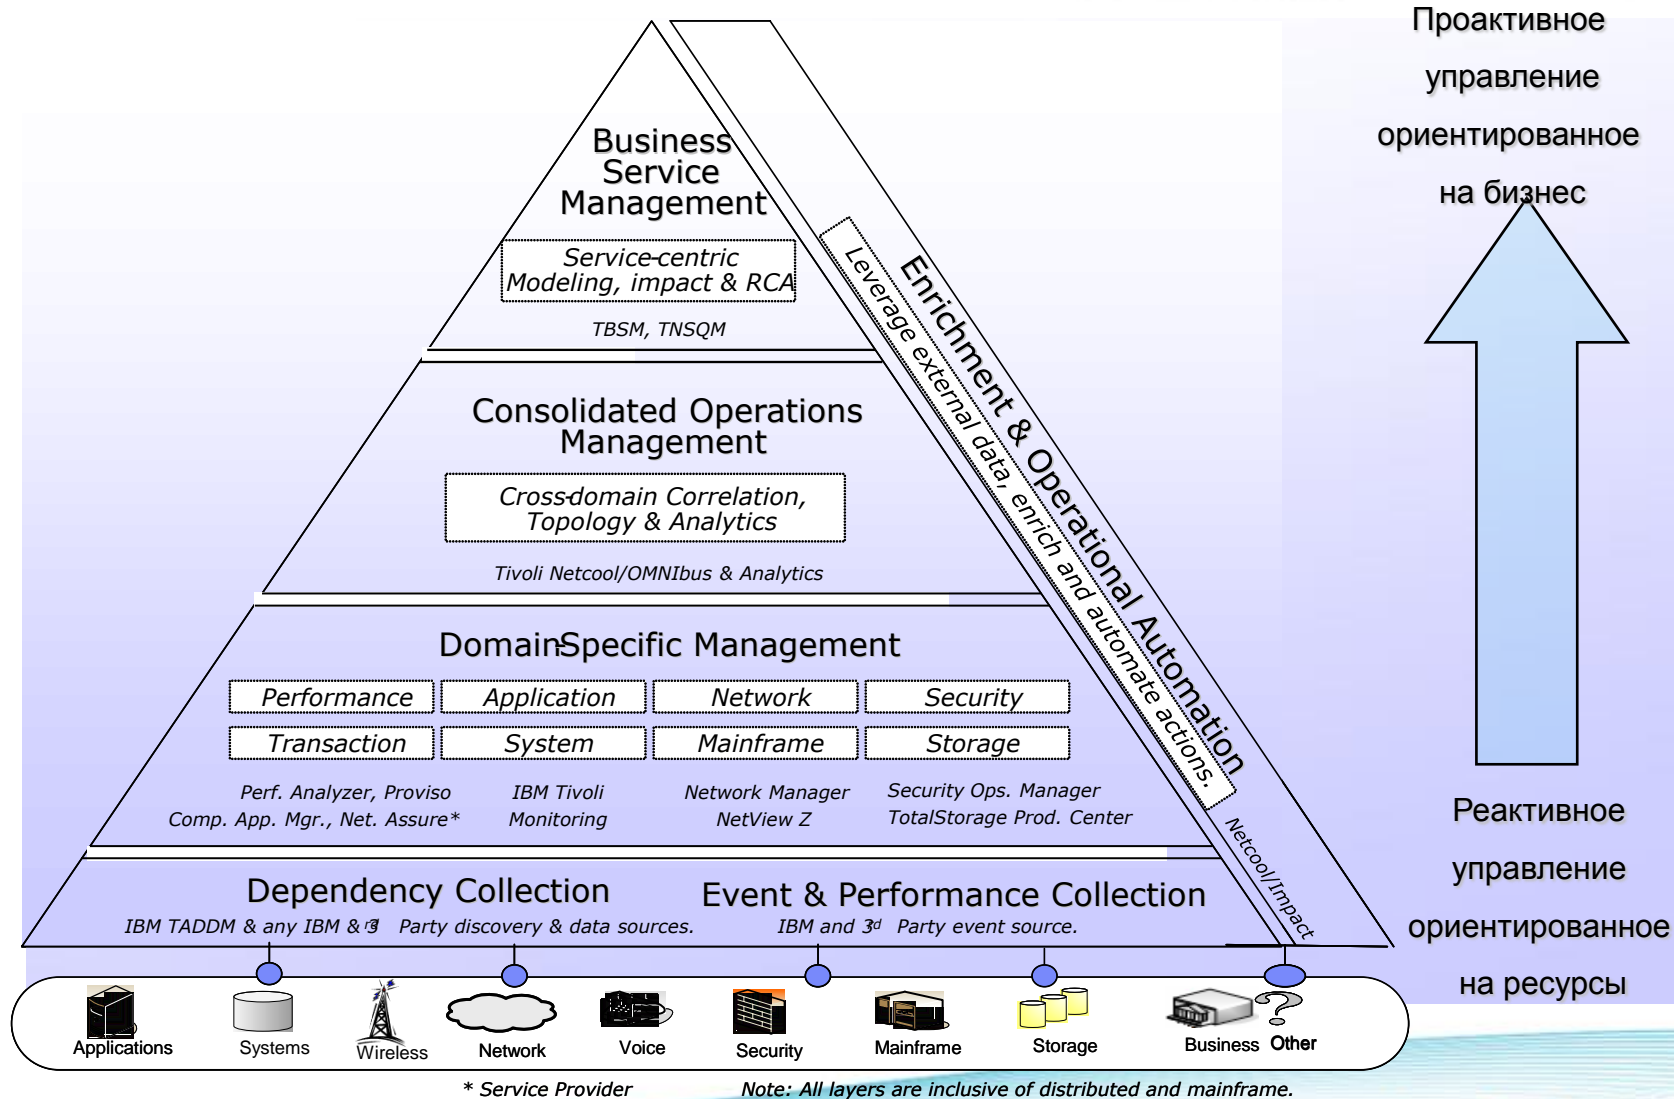 Проактивное
управление
ориентированное
на бизнес
Business
Service
Management
Service-centric
Modeling, impact & RCA
TBSM, TNSQM
Enrichment & Operational Automation
Leverage external data, enrich and automate actions.
Netcool/Impact
Consolidated Operations
Management
Cross-domain Correlation,
Topology & Analytics
Tivoli Netcool/OMNIbus & Analytics
Domain-Specific Management
Performance Application Network Security
Transaction System Mainframe Storage
Perf. Analyzer, Proviso
Comp. App. Mgr., Net. Assure*
IBM Tivoli
Monitoring
Network Manager
NetView Z
Security Ops. Manager
TotalStorage Prod. Center
Реактивное
управление
ориентированное
на ресурсы
Dependency Collection
IBM TADDM & any IBM & 3rd Party discovery & data sources.
Event & Performance Collection
IBM and 3rd Party event source.
Applications Systems Wireless Network Voice Security Mainframe Storage Business Other
* Service Provider
Note: All layers are inclusive of distributed and mainframe.